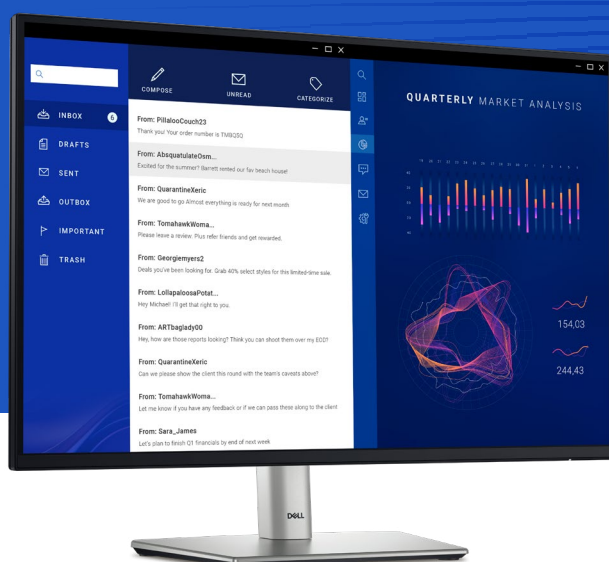 COMPOSE
UNREAD
CATEGORIZE
INBOX 6
DRAFTS
SENT
OUTBOX
IMPORTANT
TRASH
From: PillalooCouch23
Thank you! Your order number is TMBQSQ.
From: AbsquatulateOsm...
Excited for the summer? Barrett rented our fav beach house!
From: QuarantineXeric
We are good to go Almost everything is ready for next month
From: TomahawkWoma...
Please leave a review. Plus refer friends and get rewarded.
From: Georgiemyers2
Deals you've been looking for. Grab 40% select styles for this limited-time sale.
From: LollapaloosaPotat...
Hey Michael! I'll get that right to you.
From: ARTbaglady00
Hey, how are those reports looking? Think you can shoot them over my EOD?
From: QuarantineXeric
Can we please show the client this round with the team's caveats above?
From: TomahawkWoma...
Let me know if you have any feedback or if we can pass these along to the client
From: Sara_James
Let's plan to finish Q1 financials by end of next week
QUARTERLY MARKET ANALYSIS
154,03
244,43
DELL